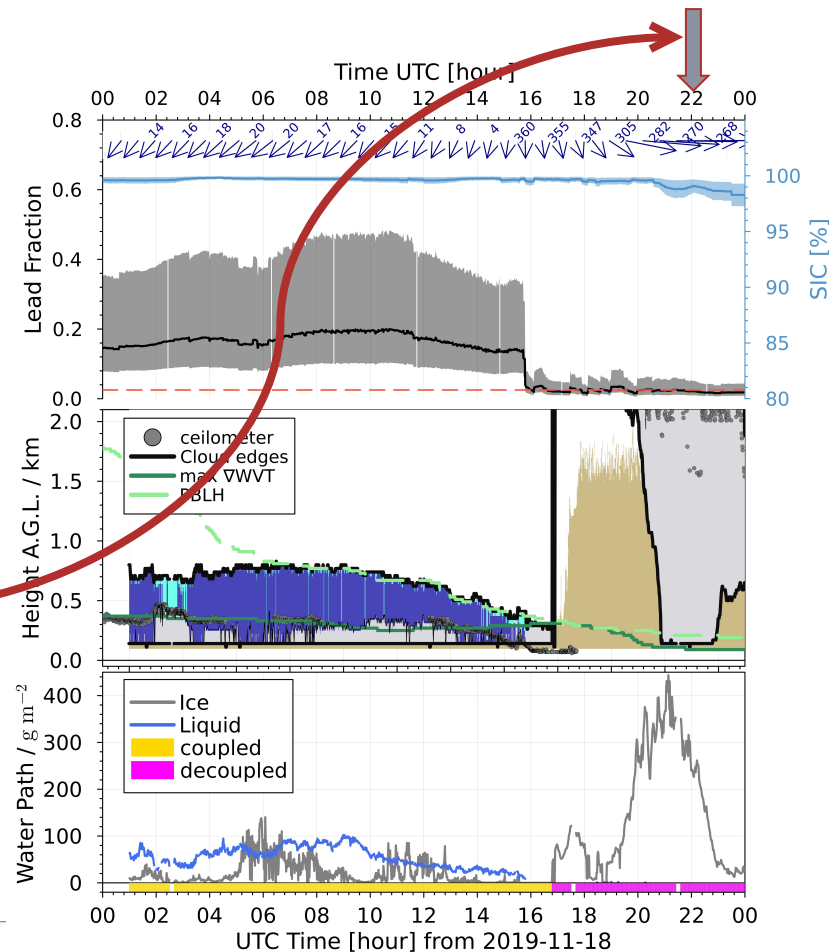 Time UTC [hour]
00 02 04 06 08 10 12 14 16 18 20 22 00
0.8
14 16 18 20 20 17 16 15 11 8 4 360 355 347 305 282 270 268
0.6
0.4
0.2
0.0
Lead Fraction
100
95
90
85
80
SIC [%]
2.0
1.5
1.0
0.5
0.0
Height A.G.L. / km
ceilometer
Cloud edges
max ∇WVT
PBLH
400
300
200
100
0
Water Path / g m⁻²
Ice
Liquid
coupled
decoupled
00 02 04 06 08 10 12 14 16 18 20 22 00
UTC Time [hour] from 2019-11-18